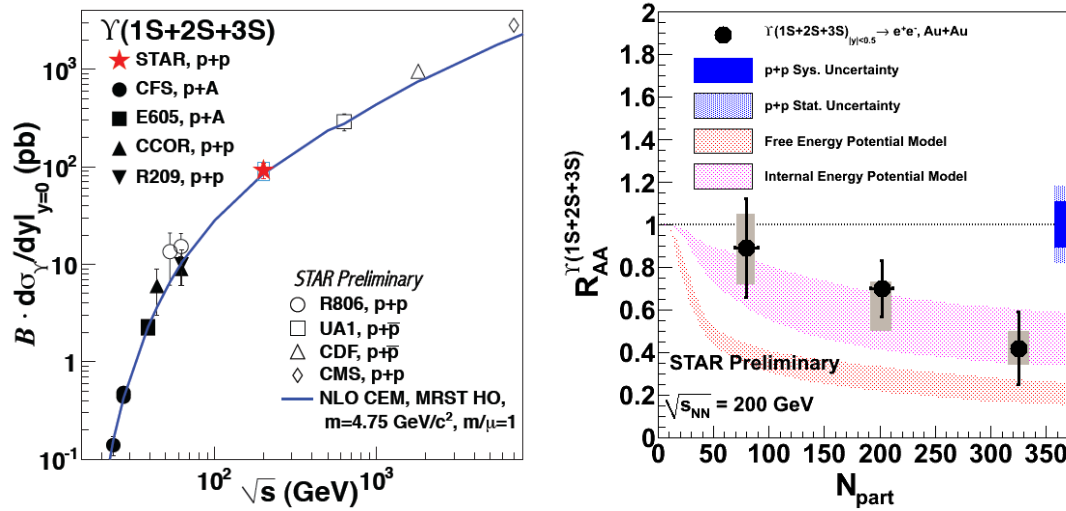 ϒ(1S+2S+3S)
STAR, p+p
CFS, p+A
E605, p+A
CCOR, p+p
R209, p+p
STAR Preliminary
R806, p+p
UA1, p+p̅
CDF, p+p̅
CMS, p+p
NLO CEM, MRST HO,
m=4.75 GeV/c², m/μ=1
B · dσϒ/dy|y=0 (pb)
10³
10²
10
1
10⁻¹
10² 10³
√s (GeV)
ϒ(1S+2S+3S)|y|<0.5→ e⁺e⁻, Au+Au
p+p Sys. Uncertainty
p+p Stat. Uncertainty
Free Energy Potential Model
Internal Energy Potential Model
STAR Preliminary
√sNN = 200 GeV
RAAϒ(1S+2S+3S)
2
1.8
1.6
1.4
1.2
1
0.8
0.6
0.4
0.2
0
0 50 100 150 200 250 300 350
Npart